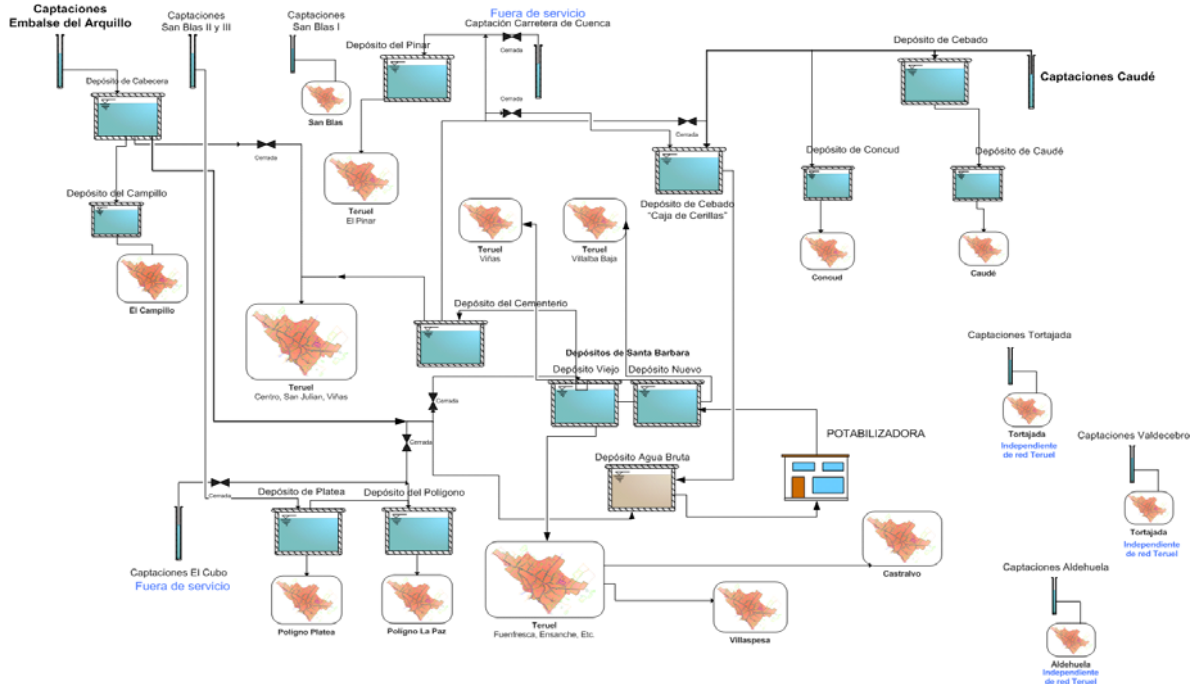 Captaciones
Embalse del Arquillo
Captaciones
San Blas II y III
Captaciones
San Blas I
Fuera de servicio
Captación Carretera de Cuenca
Cerrada
Depósito del Pinar
Depósito de Cebado
Captaciones Caudé
Depósito de Cabecera
San Blas
Cerrada
Cerrada
Cerrada
Depósito de Concud
Depósito de Caudé
Depósito del Campillo
Teruel
El Pinar
Depósito de Cebado
"Caja de Cerillas"
Teruel
Viñas
Teruel
Villalba Baja
Concud
Caudé
El Campillo
Depósito del Cementerio
Captaciones Tortajada
Depósitos de Santa Barbara
Depósito Viejo
Depósito Nuevo
Teruel
Centro, San Julian, Viñas
Cerrada
Cerrada
POTABILIZADORA
Tortajada
Independiente
de red Teruel
Captaciones Valdecebro
Depósito Agua Bruta
Cerrada
Depósito de Platea
Depósito del Polígono
Tortajada
Independiente
de red Teruel
Captaciones El Cubo
Fuera de servicio
Castralvo
Captaciones Aldehuela
Polígno Platea
Polígno La Paz
Teruel
Fuenfresca, Ensanche, Etc.
Villaspesa
Aldehuela
Independiente
de red Teruel